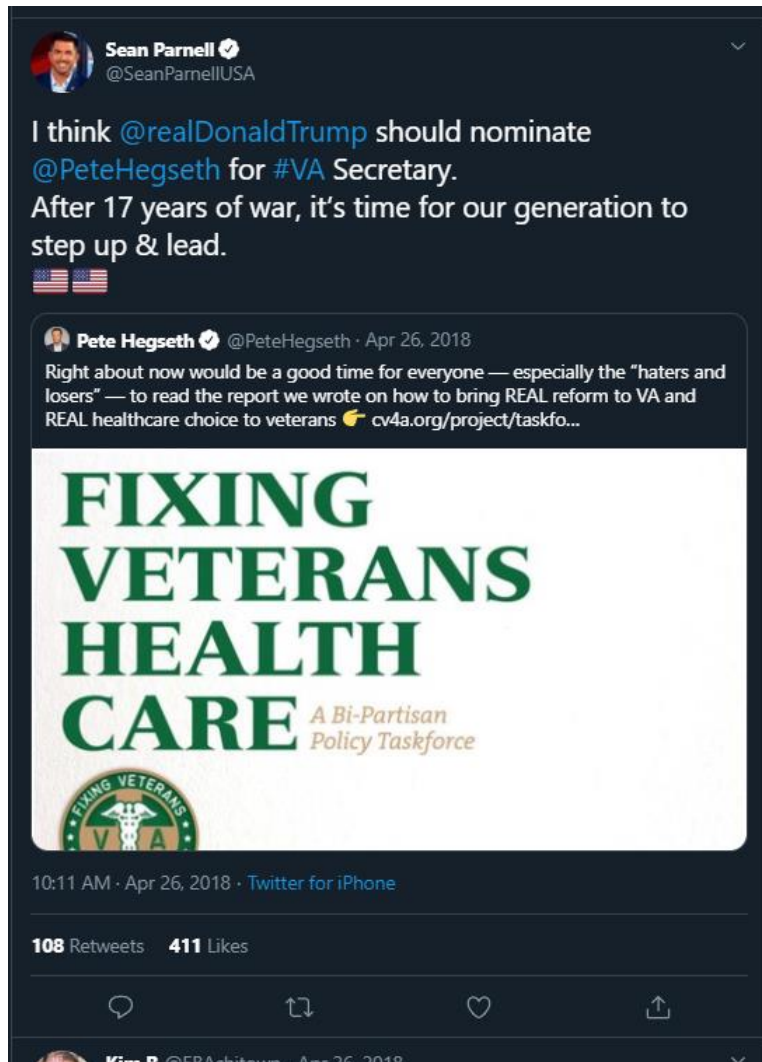 Sean Parnell
@SeanParnellUSA
I think @realDonaldTrump should nominate
@PeteHegseth for #VA Secretary.
After 17 years of war, it's time for our generation to
step up & lead.
Pete Hegseth @PeteHegseth · Apr 26, 2018
Right about now would be a good time for everyone — especially the "haters and
losers" — to read the report we wrote on how to bring REAL reform to VA and
REAL healthcare choice to veterans 👉 cv4a.org/project/taskfo...
FIXING
VETERANS
HEALTH
CARE
A Bi-Partisan
Policy Taskforce
FIXING VETERANS
V A
10:11 AM · Apr 26, 2018 · Twitter for iPhone
108 Retweets 411 Likes